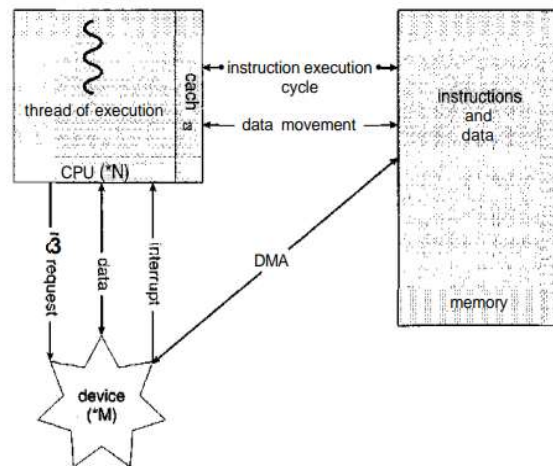 thread of execution
cach
CPU (*N)
instruction execution
cycle
data movement
instructions
and
data
memory
request
data
interrupt
DMA
device
(*M)